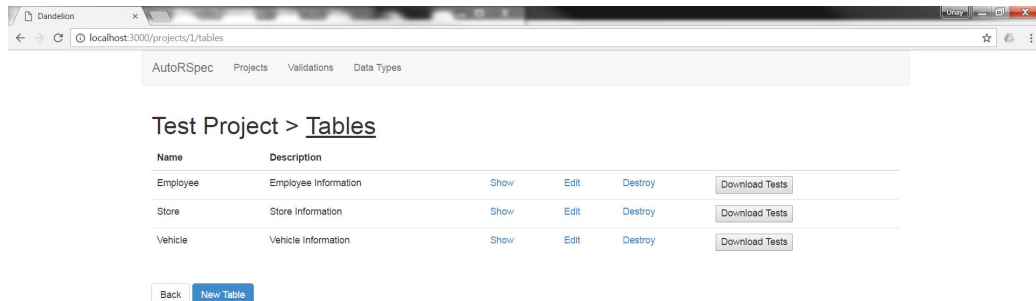 Dandelion
Unay
localhost:3000/projects/1/tables
AutoRSpec Projects Validations Data Types
Test Project > Tables
Name Description
Employee Employee Information Show Edit Destroy Download Tests
Store Store Information Show Edit Destroy Download Tests
Vehicle Vehicle Information Show Edit Destroy Download Tests
Back New Table